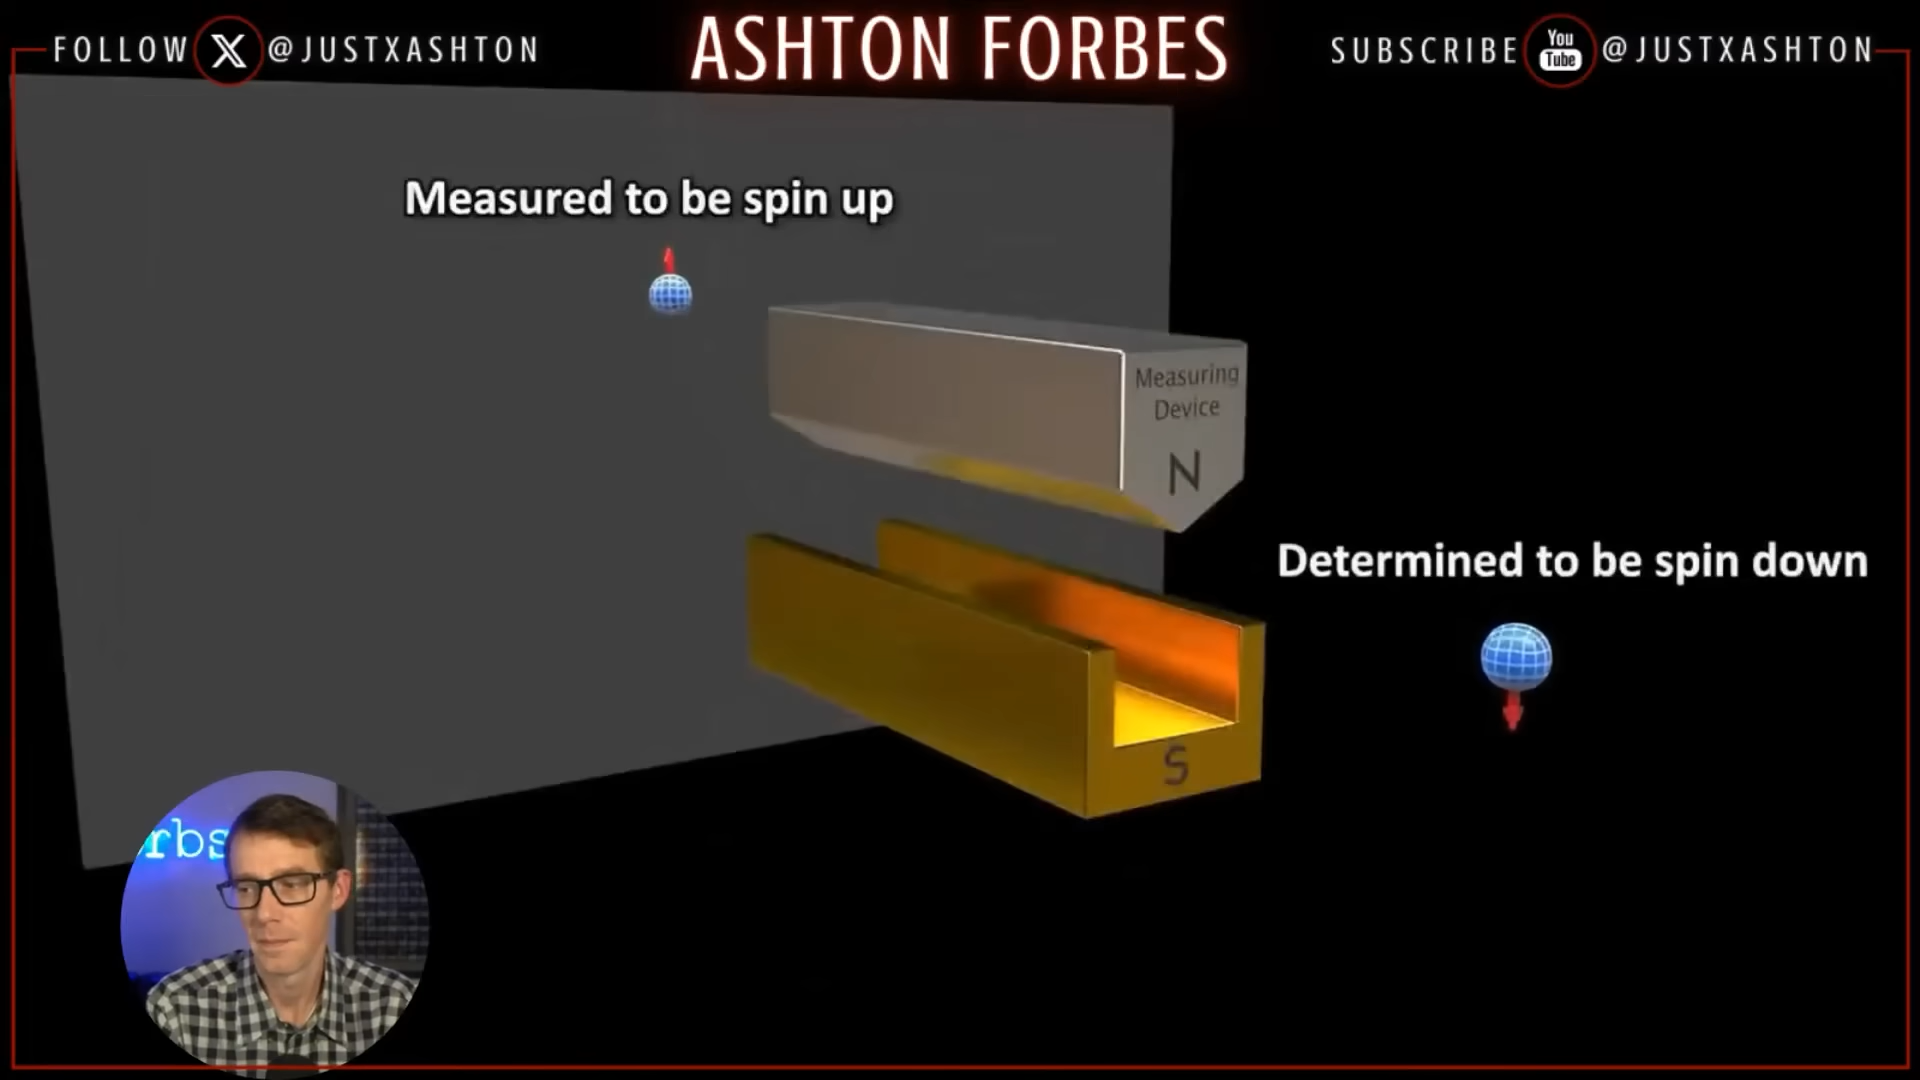 FOLLOW X @JUSTXASHTON
ASHTON FORBES
SUBSCRIBE You Tube @JUSTXASHTON
Measured to be spin up
Measuring
Device
N
Determined to be spin down
S
rbs